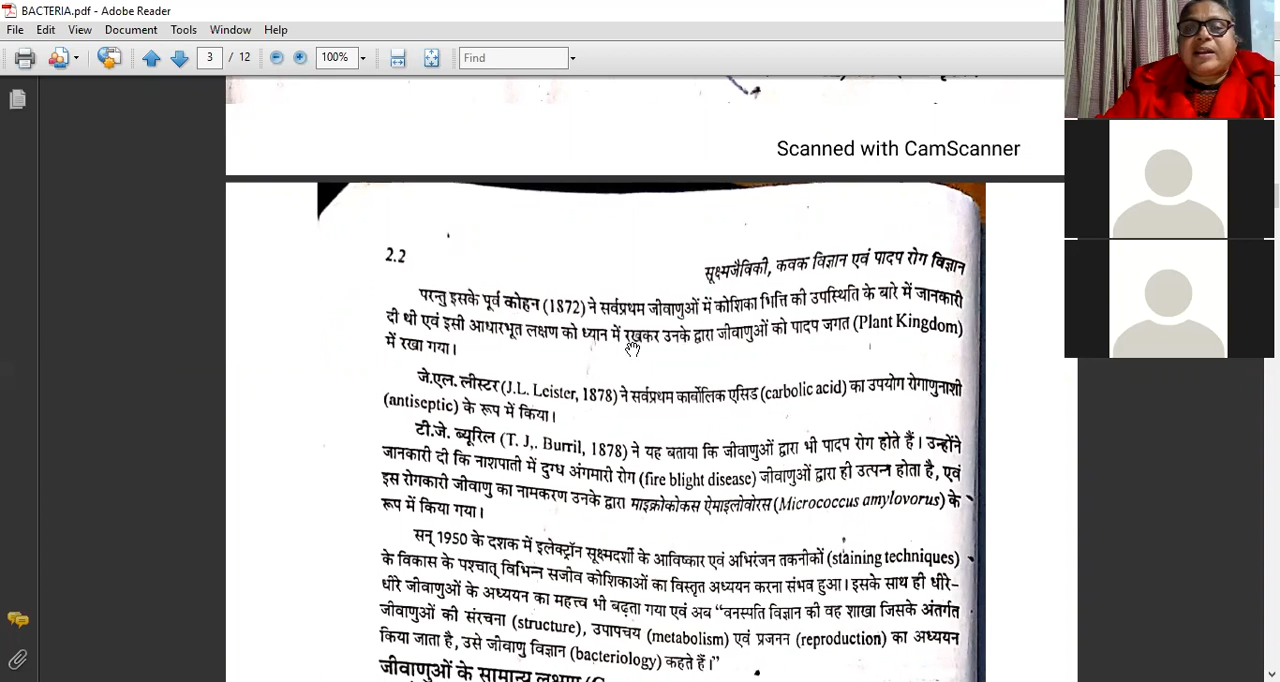 BACTERIA.pdf - Adobe Reader
File Edit View Document Tools Window Help
3 / 12 100% Find
Scanned with CamScanner
2.2
सूक्ष्मजैविकी, कवक विज्ञान एवं पादप रोग विज्ञान
परन्तु इसके पूर्व कोहन (1872) ने सर्वप्रथम जीवाणुओं में कोशिका भित्ति की उपस्थिति के बारे में जानकारी
दी थी एवं इसी आधारभूत लक्षण को ध्यान में रखकर उनके द्वारा जीवाणुओं को पादप जगत (Plant Kingdom)
में रखा गया।
जे.एल. लीस्टर (J.L. Leister, 1878) ने सर्वप्रथम कार्वोलिक एसिड (carbolic acid) का उपयोग रोगाणुनाशी
(antiseptic) के रूप में किया।
टी.जे. ब्यूरिल (T. J,. Burril, 1878) ने यह बताया कि जीवाणुओं द्वारा भी पादप रोग होते हैं। उन्होंने
जानकारी दी कि नाशपाती में दुग्ध अंगमारी रोग (fire blight disease) जीवाणुओं द्वारा ही उत्पन्न होता है, एवं
इस रोगकारी जीवाणु का नामकरण उनके द्वारा माइक्रोकोकस ऐमाइलोवोरस (Micrococcus amylovorus) के
रूप में किया गया।
सन् 1950 के दशक में इलेक्ट्रॉन सूक्ष्मदर्शी के आविष्कार एवं अभिरंजन तकनीकों (staining techniques)
के विकास के पश्चात् विभिन्न सजीव कोशिकाओं का विस्तृत अध्ययन करना संभव हुआ। इसके साथ ही धीरे-
धीरे जीवाणुओं के अध्ययन का महत्त्व भी बढ़ता गया एवं अब “वनस्पति विज्ञान की वह शाखा जिसके अंतर्गत
जीवाणुओं की संरचना (structure), उपापचय (metabolism) एवं प्रजनन (reproduction) का अध्ययन
किया जाता है, उसे जीवाणु विज्ञान (bacteriology) कहते हैं।”
जीवाणुओं के सामान्य लक्षण